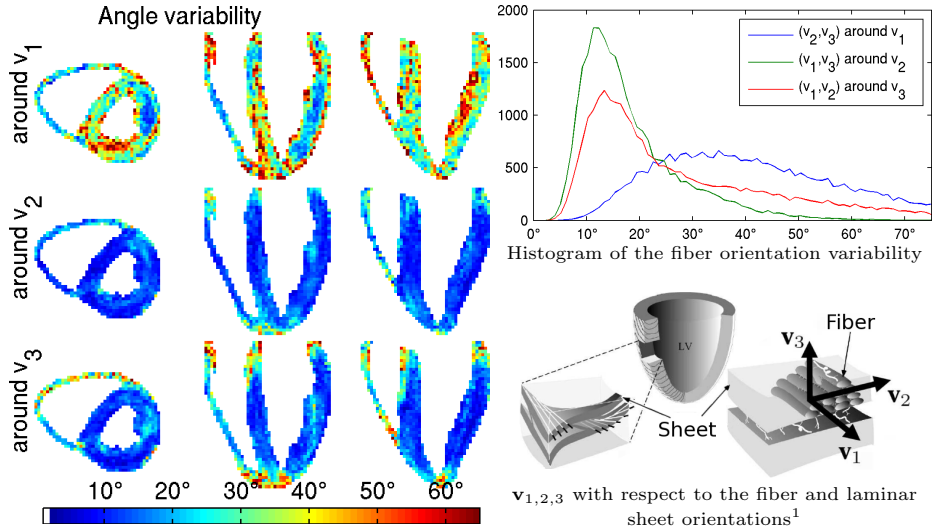 Angle variability
around v1
around v2
around v3
10° 20° 30° 40° 50° 60°
2000
1500
1000
500
0
0° 10° 20° 30° 40° 50° 60° 70°
(v2,v3) around v1
(v1,v3) around v2
(v1,v2) around v3
Histogram of the fiber orientation variability
LV
Sheet
Fiber
v3
v2
v1
v1,2,3 with respect to the fiber and laminar
sheet orientations1